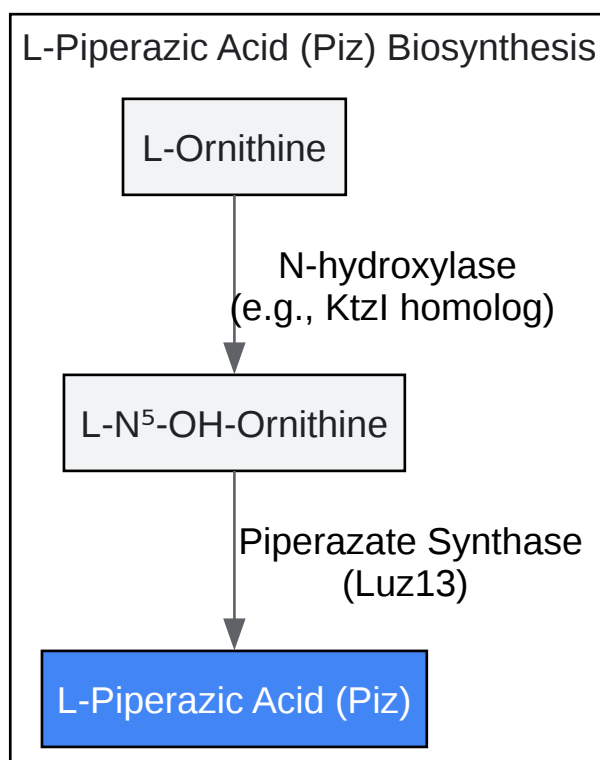 L-Piperazic Acid (Piz) Biosynthesis
L-Ornithine
N-hydroxylase
(e.g., KtzI homolog)
L-N⁵-OH-Ornithine
Piperazate Synthase
(Luz13)
L-Piperazic Acid (Piz)